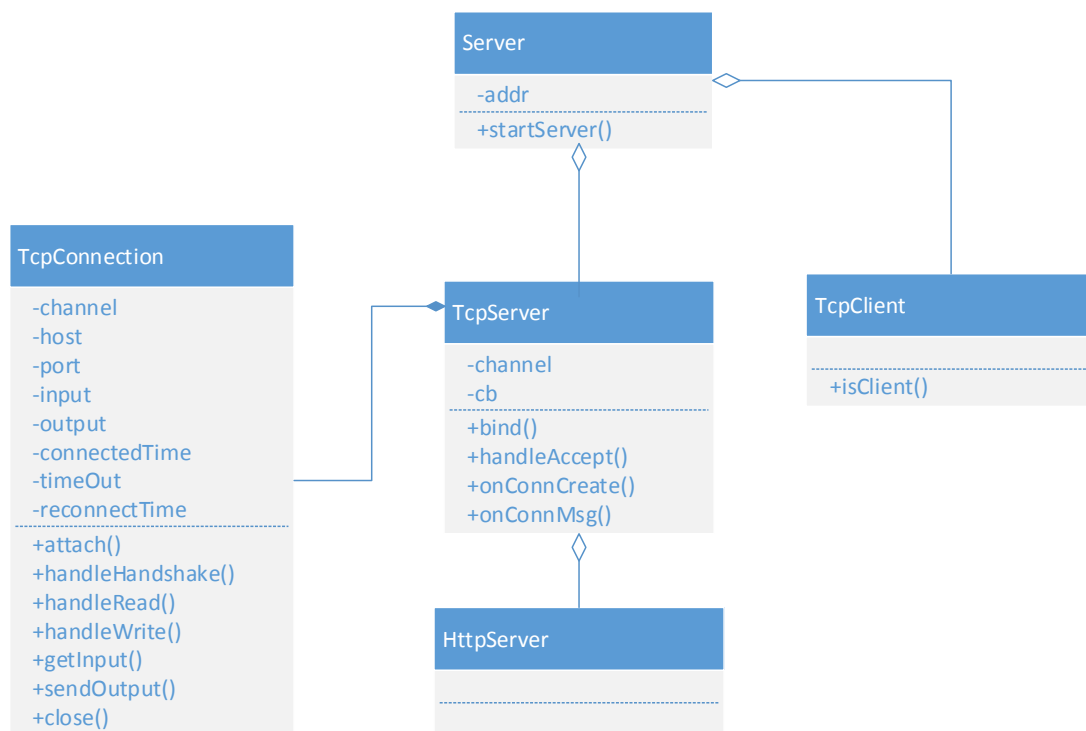 Server
-addr
+startServer()
TcpConnection
-channel
-host
-port
-input
-output
-connectedTime
-timeOut
-reconnectTime
+attach()
+handleHandshake()
+handleRead()
+handleWrite()
+getInput()
+sendOutput()
+close()
TcpServer
-channel
-cb
+bind()
+handleAccept()
+onConnCreate()
+onConnMsg()
TcpClient
+isClient()
HttpServer